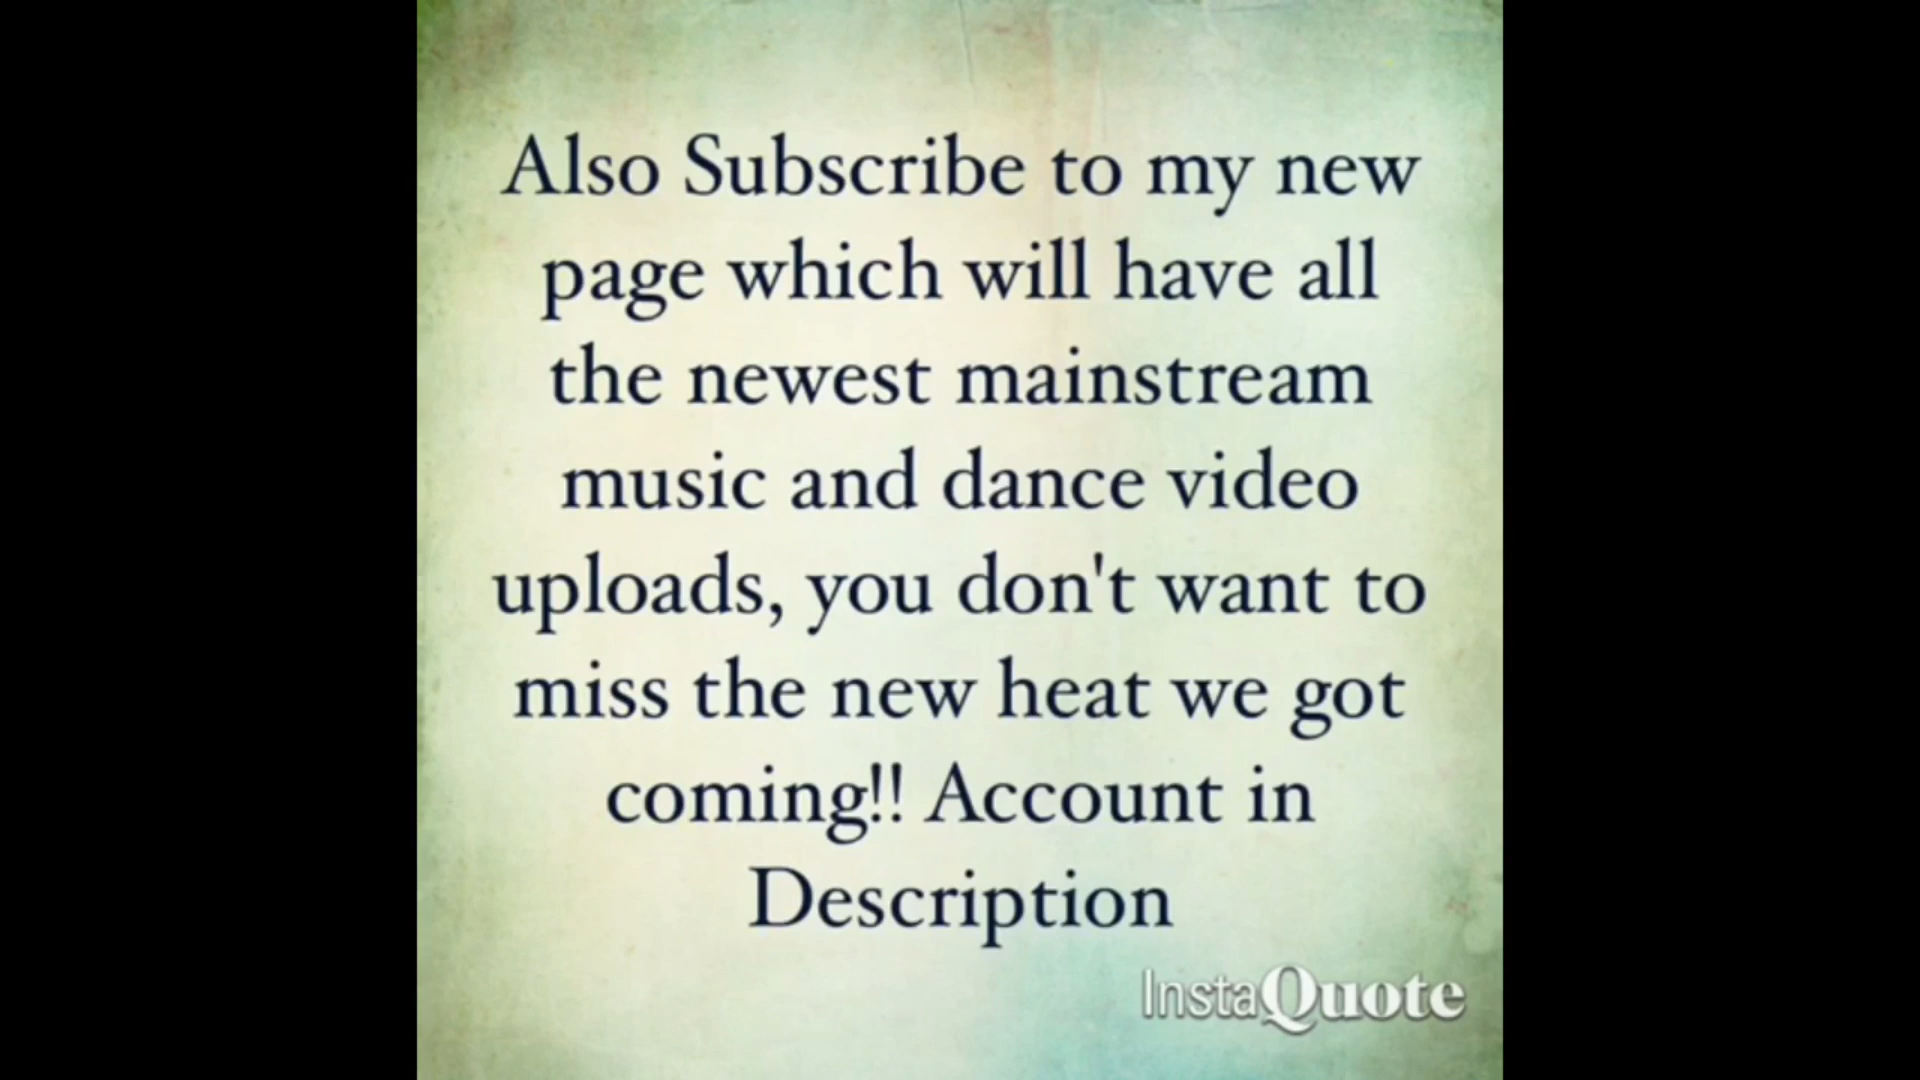 Also Subscribe to my new
page which will have all
the newest mainstream
music and dance video
uploads, you don't want to
miss the new heat we got
coming!! Account in
Description
InstaQuote